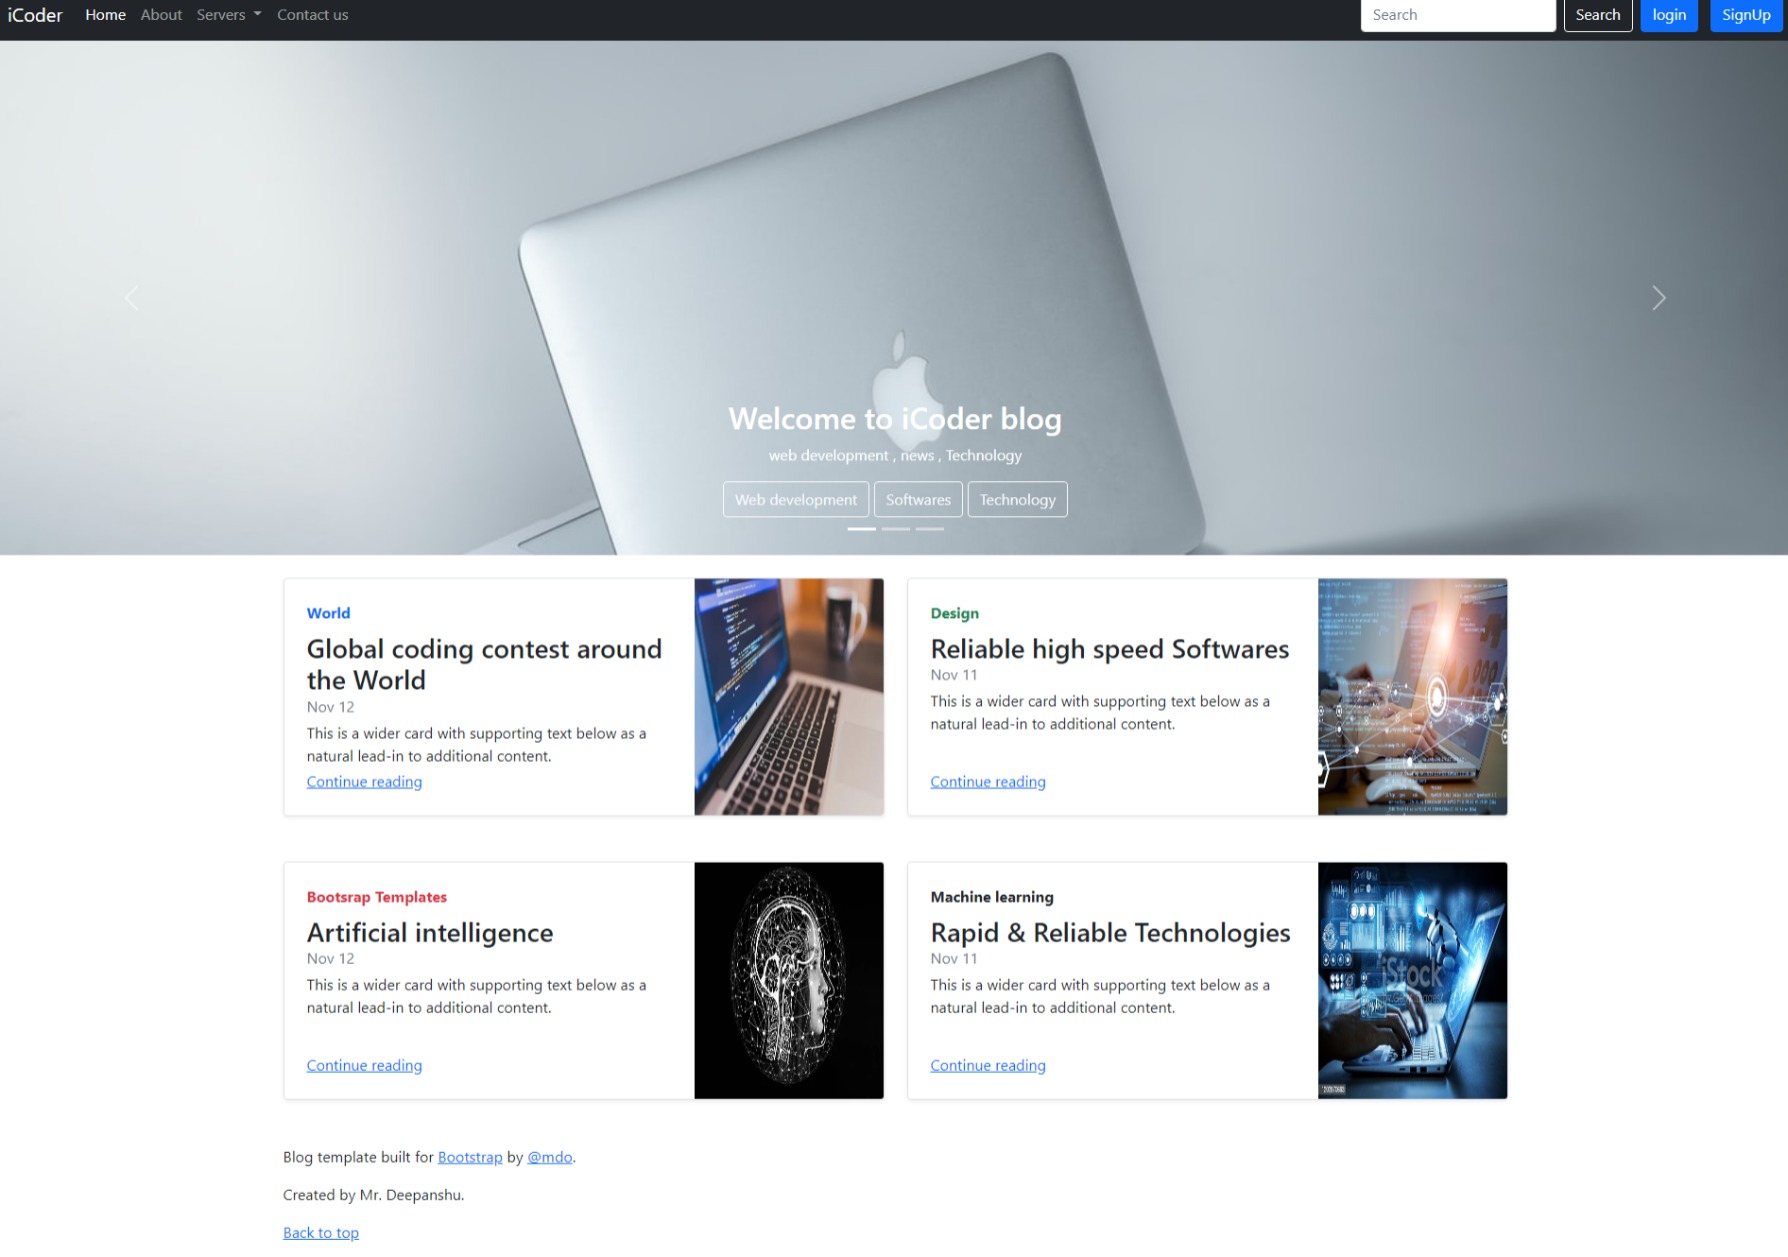 iCoder Home About Servers Contact us Search Search login SignUp
Welcome to iCoder blog
web development , news , Technology
Web development Softwares Technology
World
Global coding contest around
the World
Nov 12
This is a wider card with supporting text below as a
natural lead-in to additional content.
Continue reading
Design
Reliable high speed Softwares
Nov 11
This is a wider card with supporting text below as a
natural lead-in to additional content.
Continue reading
Bootsrap Templates
Artificial intelligence
Nov 12
This is a wider card with supporting text below as a
natural lead-in to additional content.
Continue reading
Machine learning
Rapid & Reliable Technologies
Nov 11
This is a wider card with supporting text below as a
natural lead-in to additional content.
Continue reading
iStock
Blog template built for Bootstrap by @mdo.
Created by Mr. Deepanshu.
Back to top